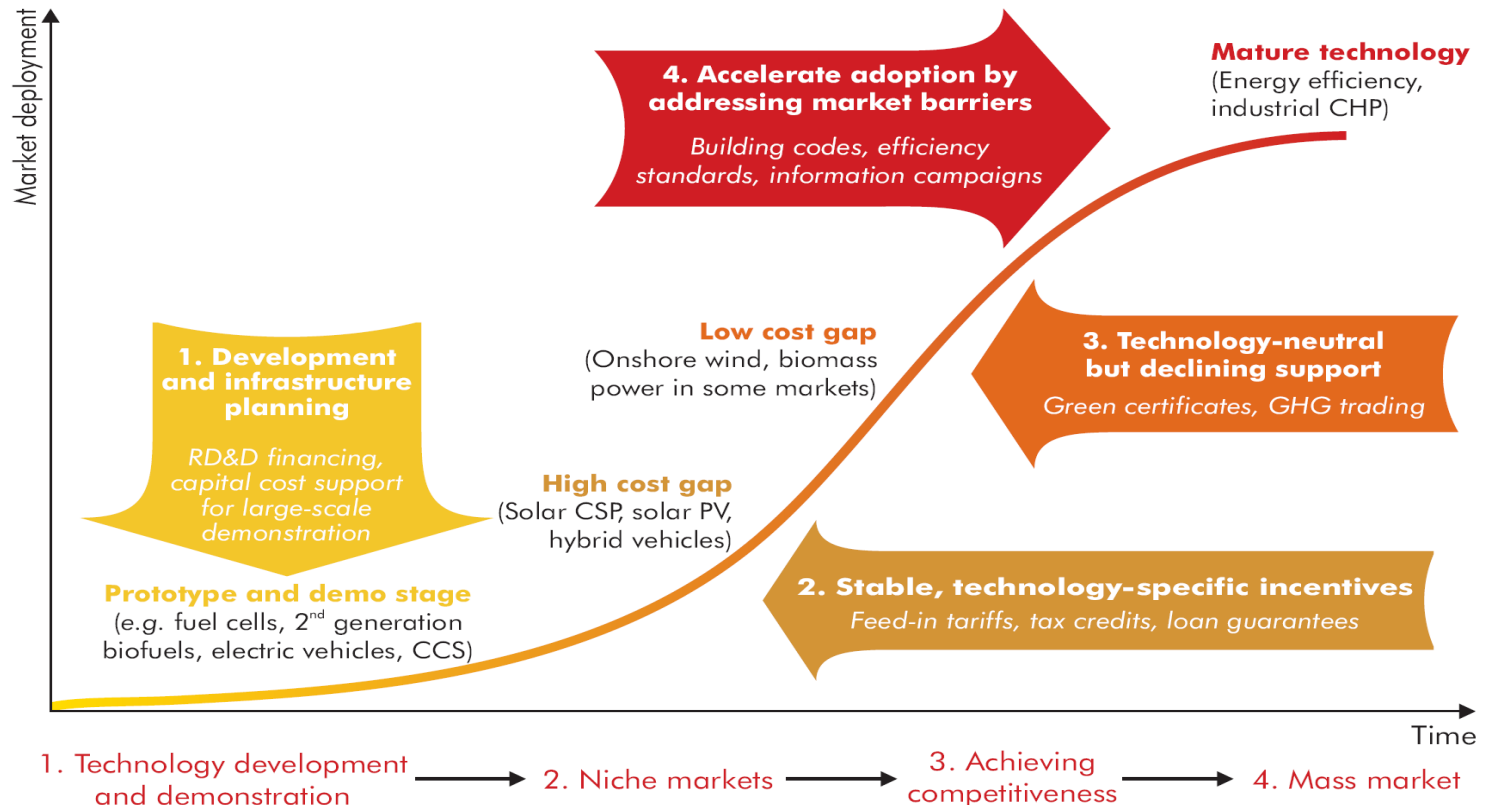 Market deployment
4. Accelerate adoption by
addressing market barriers
Building codes, efficiency
standards, information campaigns
Mature technology
(Energy efficiency,
industrial CHP)
1. Development
and infrastructure
planning
RD&D financing,
capital cost support
for large-scale
demonstration
Low cost gap
(Onshore wind, biomass
power in some markets)
3. Technology-neutral
but declining support
Green certificates, GHG trading
High cost gap
(Solar CSP, solar PV,
hybrid vehicles)
Prototype and demo stage
(e.g. fuel cells, 2nd generation
biofuels, electric vehicles, CCS)
2. Stable, technology-specific incentives
Feed-in tariffs, tax credits, loan guarantees
Time
1. Technology development
and demonstration
2. Niche markets
3. Achieving
competitiveness
4. Mass market